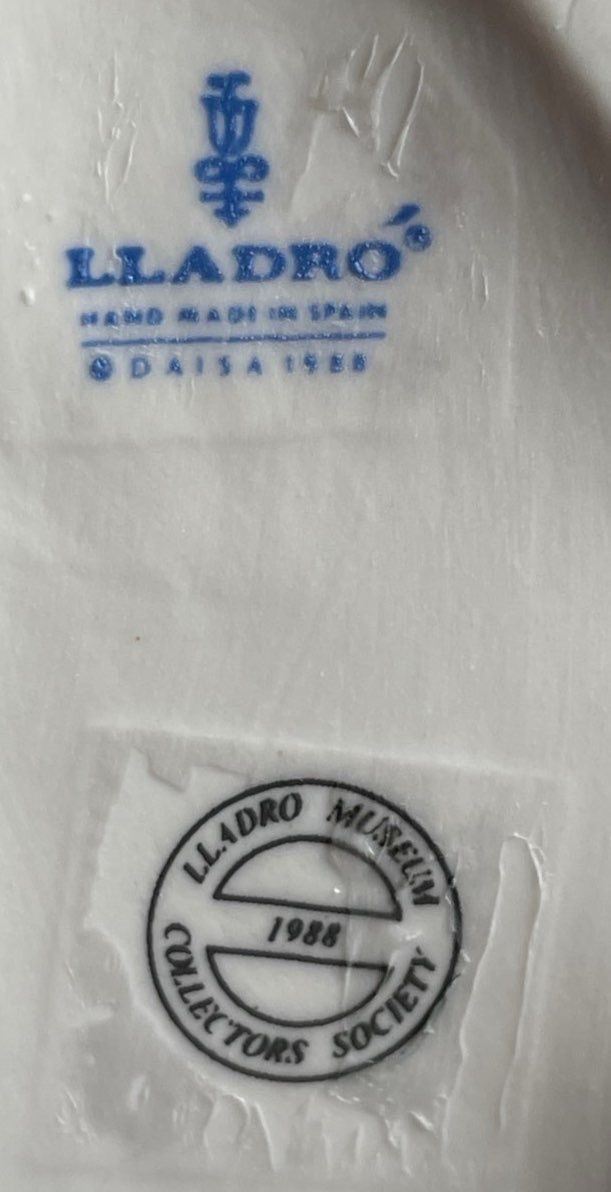 LLADRÓ ®
HAND MADE IN SPAIN
© DAISA 1988
LLADRO MUSEUM
1988
COLLECTORS SOCIETY